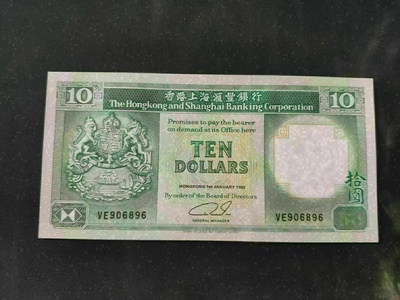 10 香港上海滙豐銀行 10
The Hongkong and Shanghai Banking Corporation
Promises to pay the bearer
on demand at its Office here
TEN
DOLLARS
HONGKONG 1ST JANUARY
By order of the Board of Directors
GENERAL MANAGER
VE906896
VE906896
拾圓